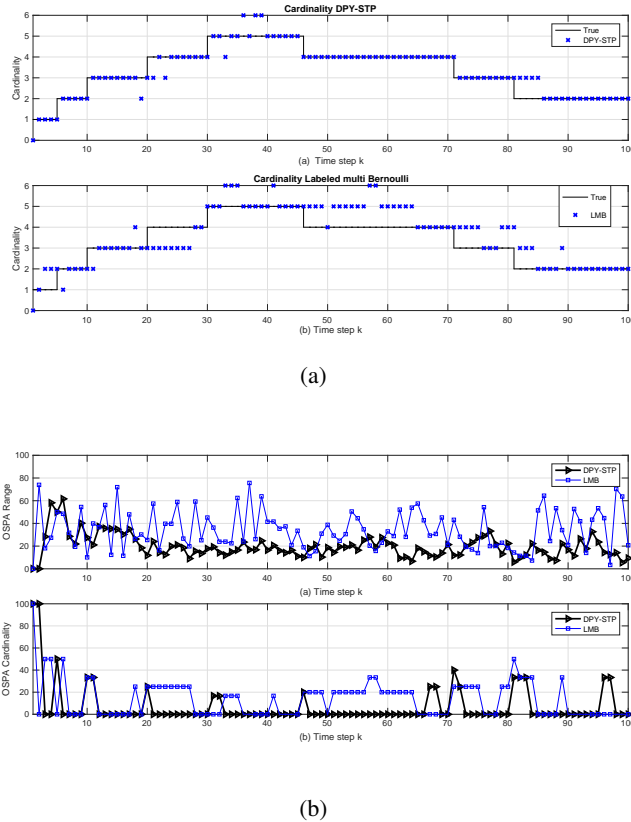 Cardinality DPY-STP
6
5
4
3
2
1
0
Cardinality
True
DPY-STP
10 20 30 40 50 60 70 80 90 100
(a) Time step k
Cardinality Labeled multi Bernoulli
6
5
4
3
2
1
0
Cardinality
True
LMB
10 20 30 40 50 60 70 80 90 100
(b) Time step k
(a)
100
80
60
40
20
0
OSPA Range
DPY-STP
LMB
10 20 30 40 50 60 70 80 90 100
(a) Time step k
100
80
60
40
20
0
OSPA Cardinality
DPY-STP
LMB
10 20 30 40 50 60 70 80 90 100
(b) Time step k
(b)